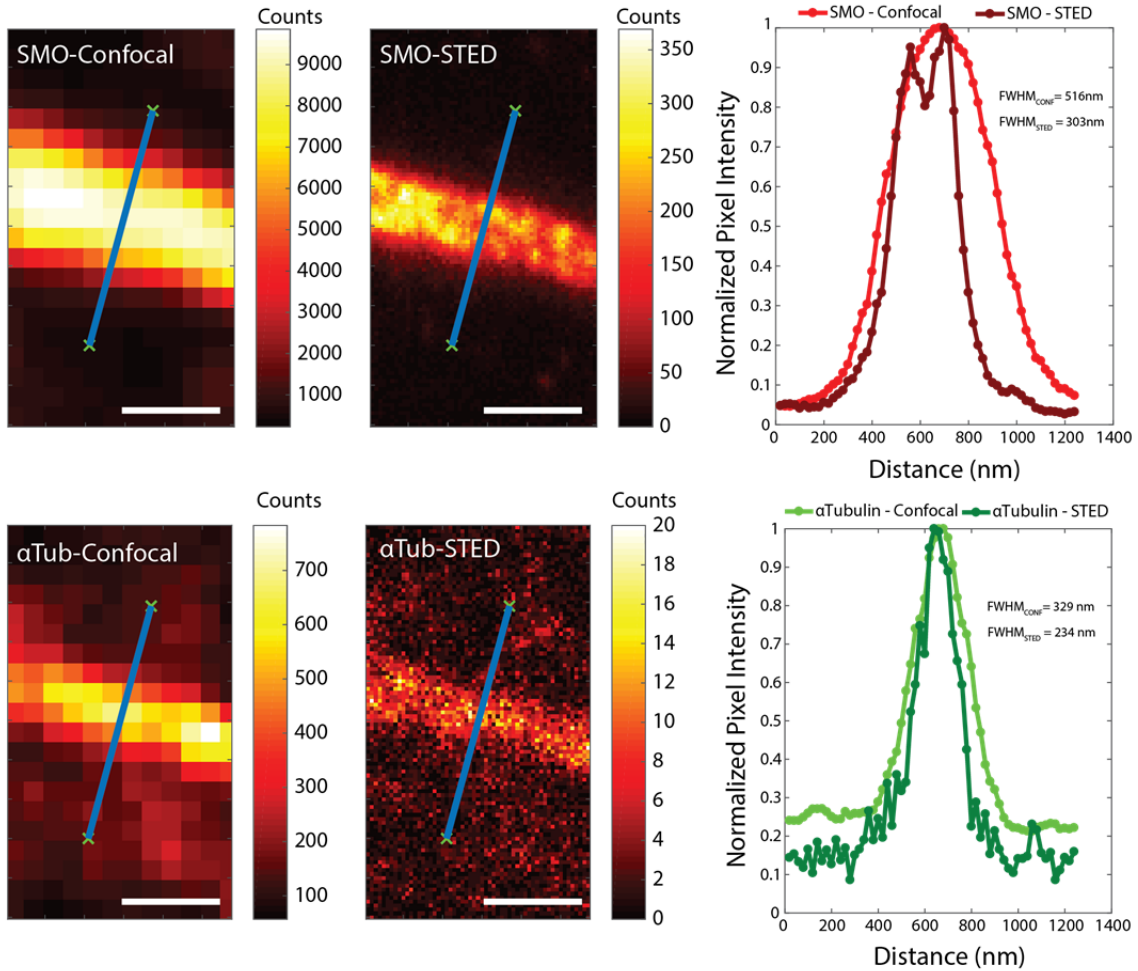 Counts
SMO-Confocal
9000
8000
7000
6000
5000
4000
3000
2000
1000
Counts
SMO-STED
350
300
250
200
150
100
50
0
SMO - Confocal SMO - STED
Normalized Pixel Intensity
1
0.9
0.8
0.7
0.6
0.5
0.4
0.3
0.2
0.1
0
FWHMCONF= 516nm
FWHMSTED = 303nm
0 200 400 600 800 1000 1200 1400
Distance (nm)
Counts
αTub-Confocal
700
600
500
400
300
200
100
Counts
αTub-STED
20
18
16
14
12
10
8
6
4
2
0
αTubulin - Confocal αTubulin - STED
Normalized Pixel Intensity
1
0.9
0.8
0.7
0.6
0.5
0.4
0.3
0.2
0.1
0
FWHMCONF= 329 nm
FWHMSTED = 234 nm
0 200 400 600 800 1000 1200 1400
Distance (nm)